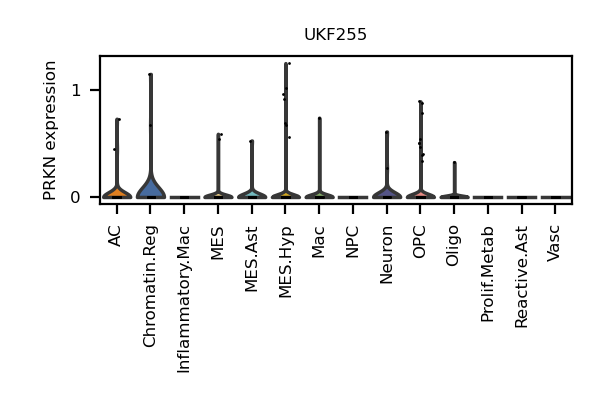 UKF255
PRKN expression
1
0
AC
Chromatin.Reg
Inflammatory.Mac
MES
MES.Ast
MES.Hyp
Mac
NPC
Neuron
OPC
Oligo
Prolif.Metab
Reactive.Ast
Vasc